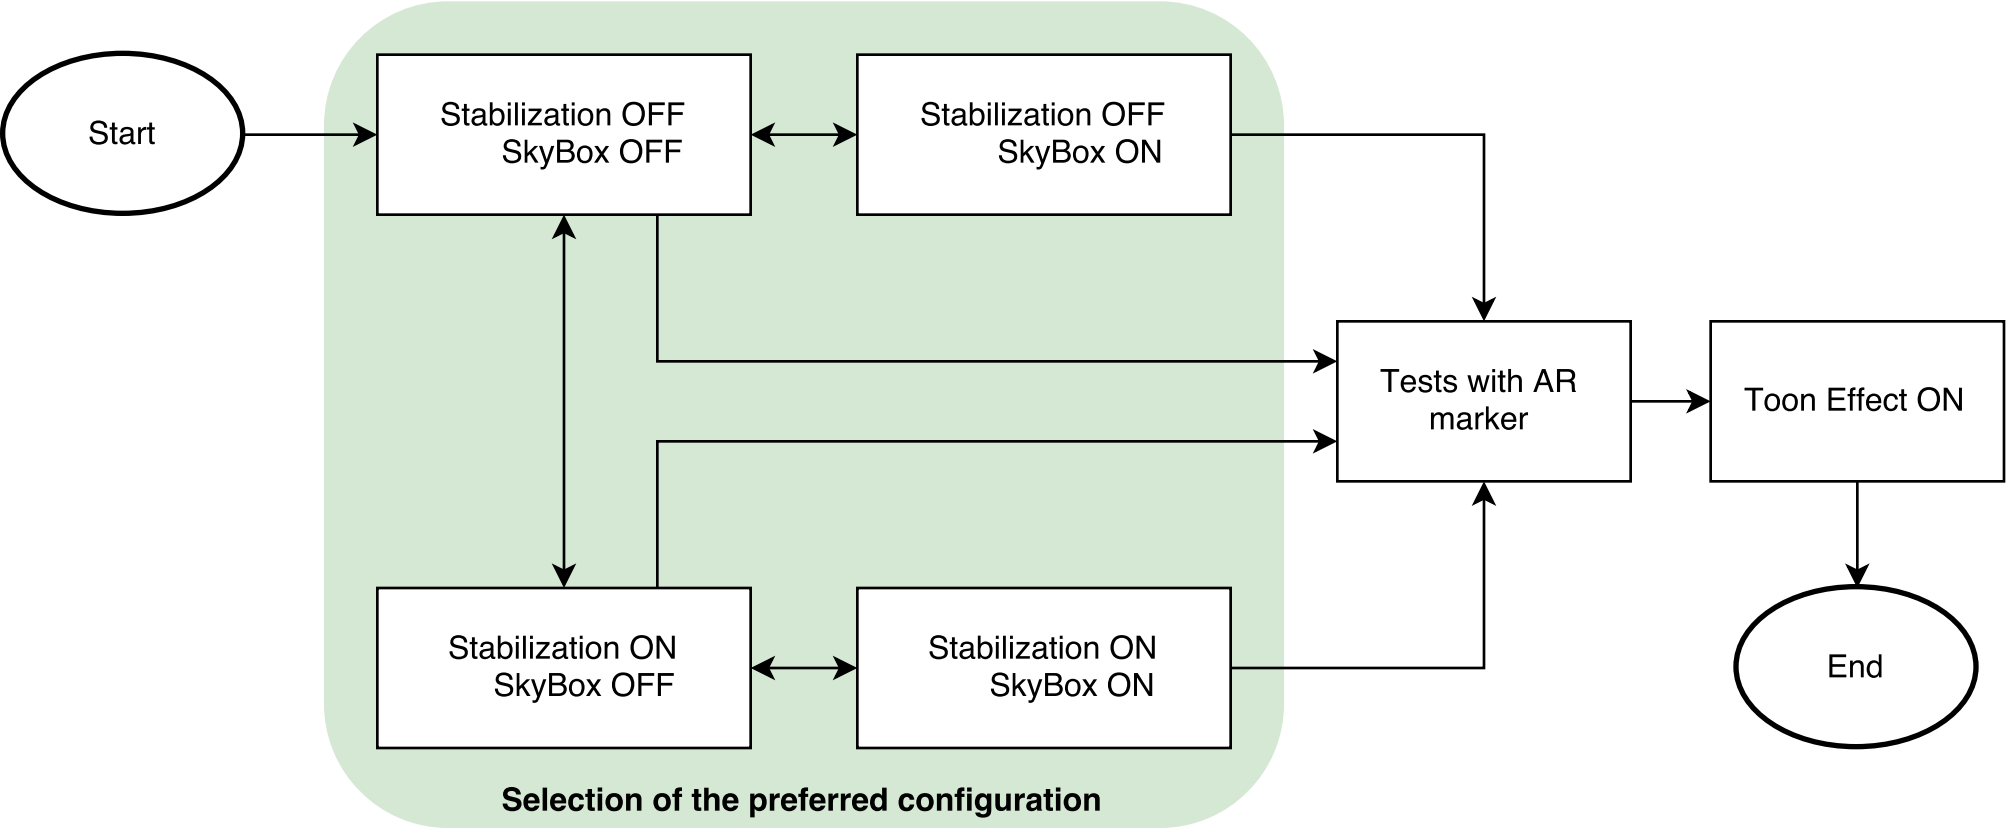 Start
Stabilization OFF
SkyBox OFF
Stabilization OFF
SkyBox ON
Tests with AR
marker
Toon Effect ON
Stabilization ON
SkyBox OFF
Stabilization ON
SkyBox ON
End
Selection of the preferred configuration